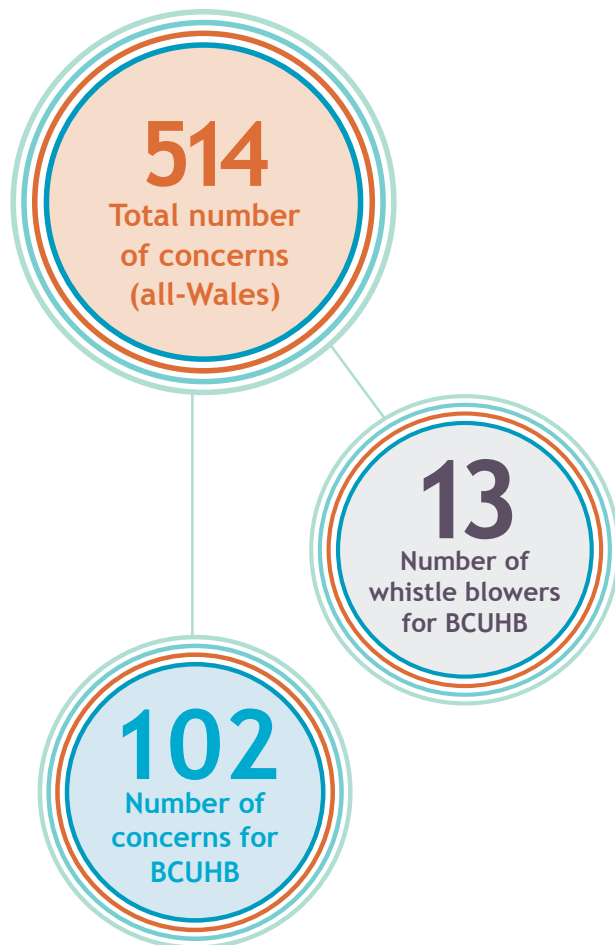 514
Total number
of concerns
(all-Wales)
13
Number of
whistle blowers
for BCUHB
102
Number of
concerns for
BCUHB